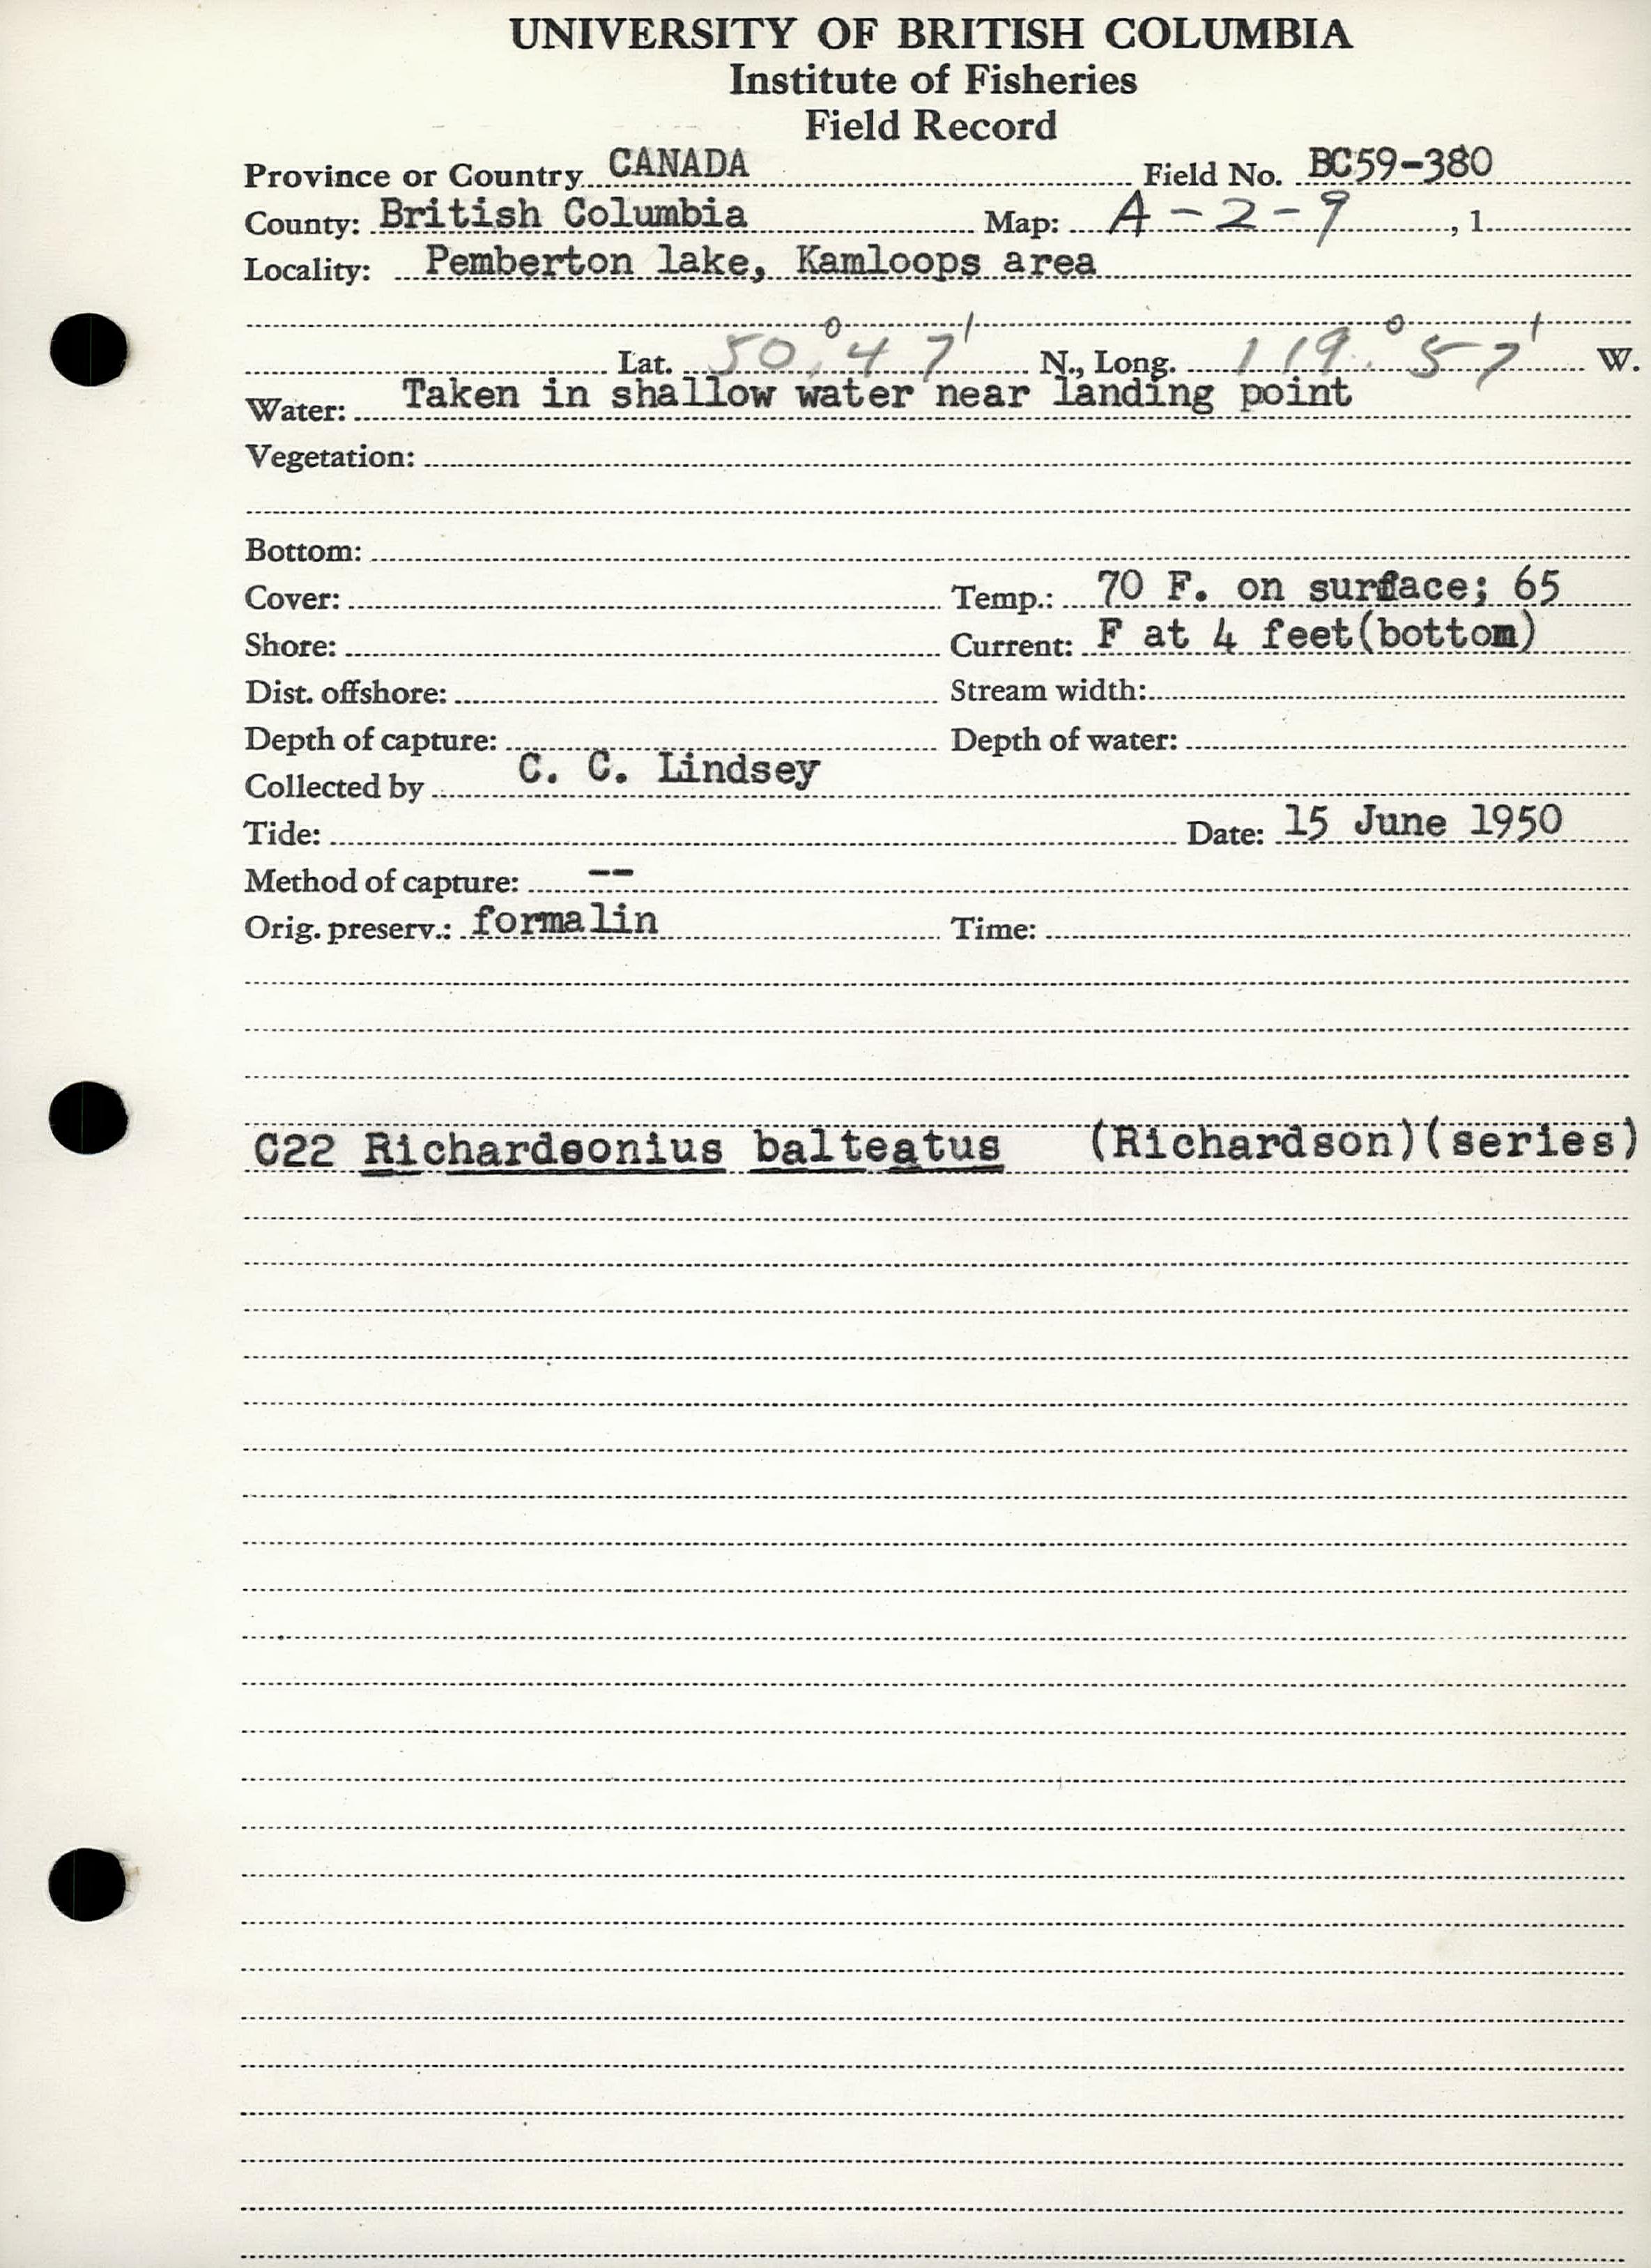 UNIVERSITY OF BRITISH COLUMBIA
Institute of Fisheries
Field Record
Province or Country CANADA Field No. BC59-380
County: British Columbia Map: A-2-9, 1
Locality: Pemberton lake, Kamloops area
Lat. 50°47' N., Long. 119°57' W.
Water: Taken in shallow water near landing point
Vegetation:
Bottom:
Cover: Temp.: 70 F. on surface; 65
Shore: Current: F at 4 feet(bottom)
Dist. offshore: Stream width:
Depth of capture: Depth of water:
Collected by C. C. Lindsey
Tide: Date: 15 June 1950
Method of capture: --
Orig. preserv.: formalin Time:
C22 Richardsonius balteatus (Richardson)(series)